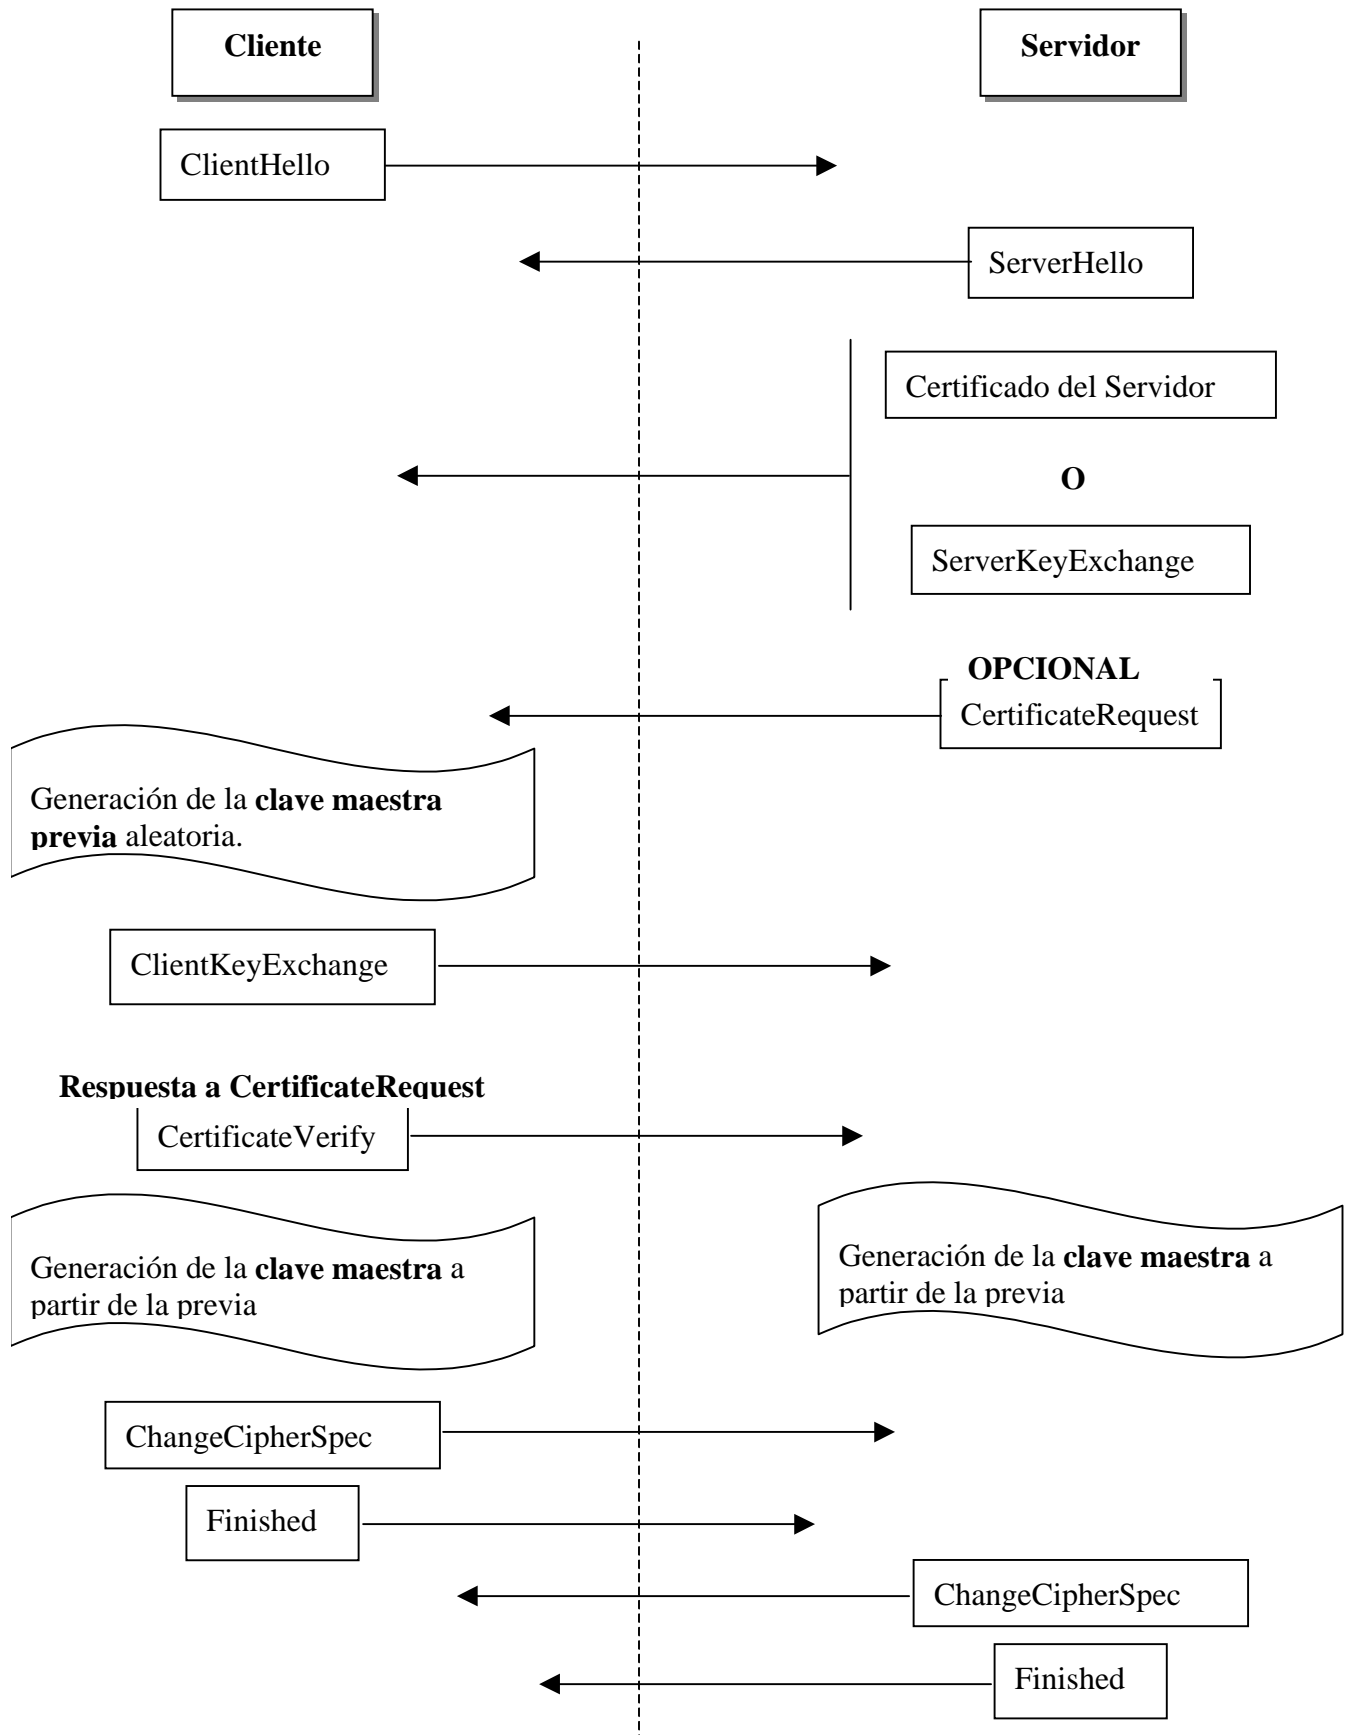 Cliente
Servidor
ClientHello
ServerHello
Certificado del Servidor
O
ServerKeyExchange
OPCIONAL
CertificateRequest
Generación de la clave maestra
previa aleatoria.
ClientKeyExchange
Respuesta a CertificateRequest
CertificateVerify
Generación de la clave maestra a
partir de la previa
Generación de la clave maestra a
partir de la previa
ChangeCipherSpec
Finished
ChangeCipherSpec
Finished